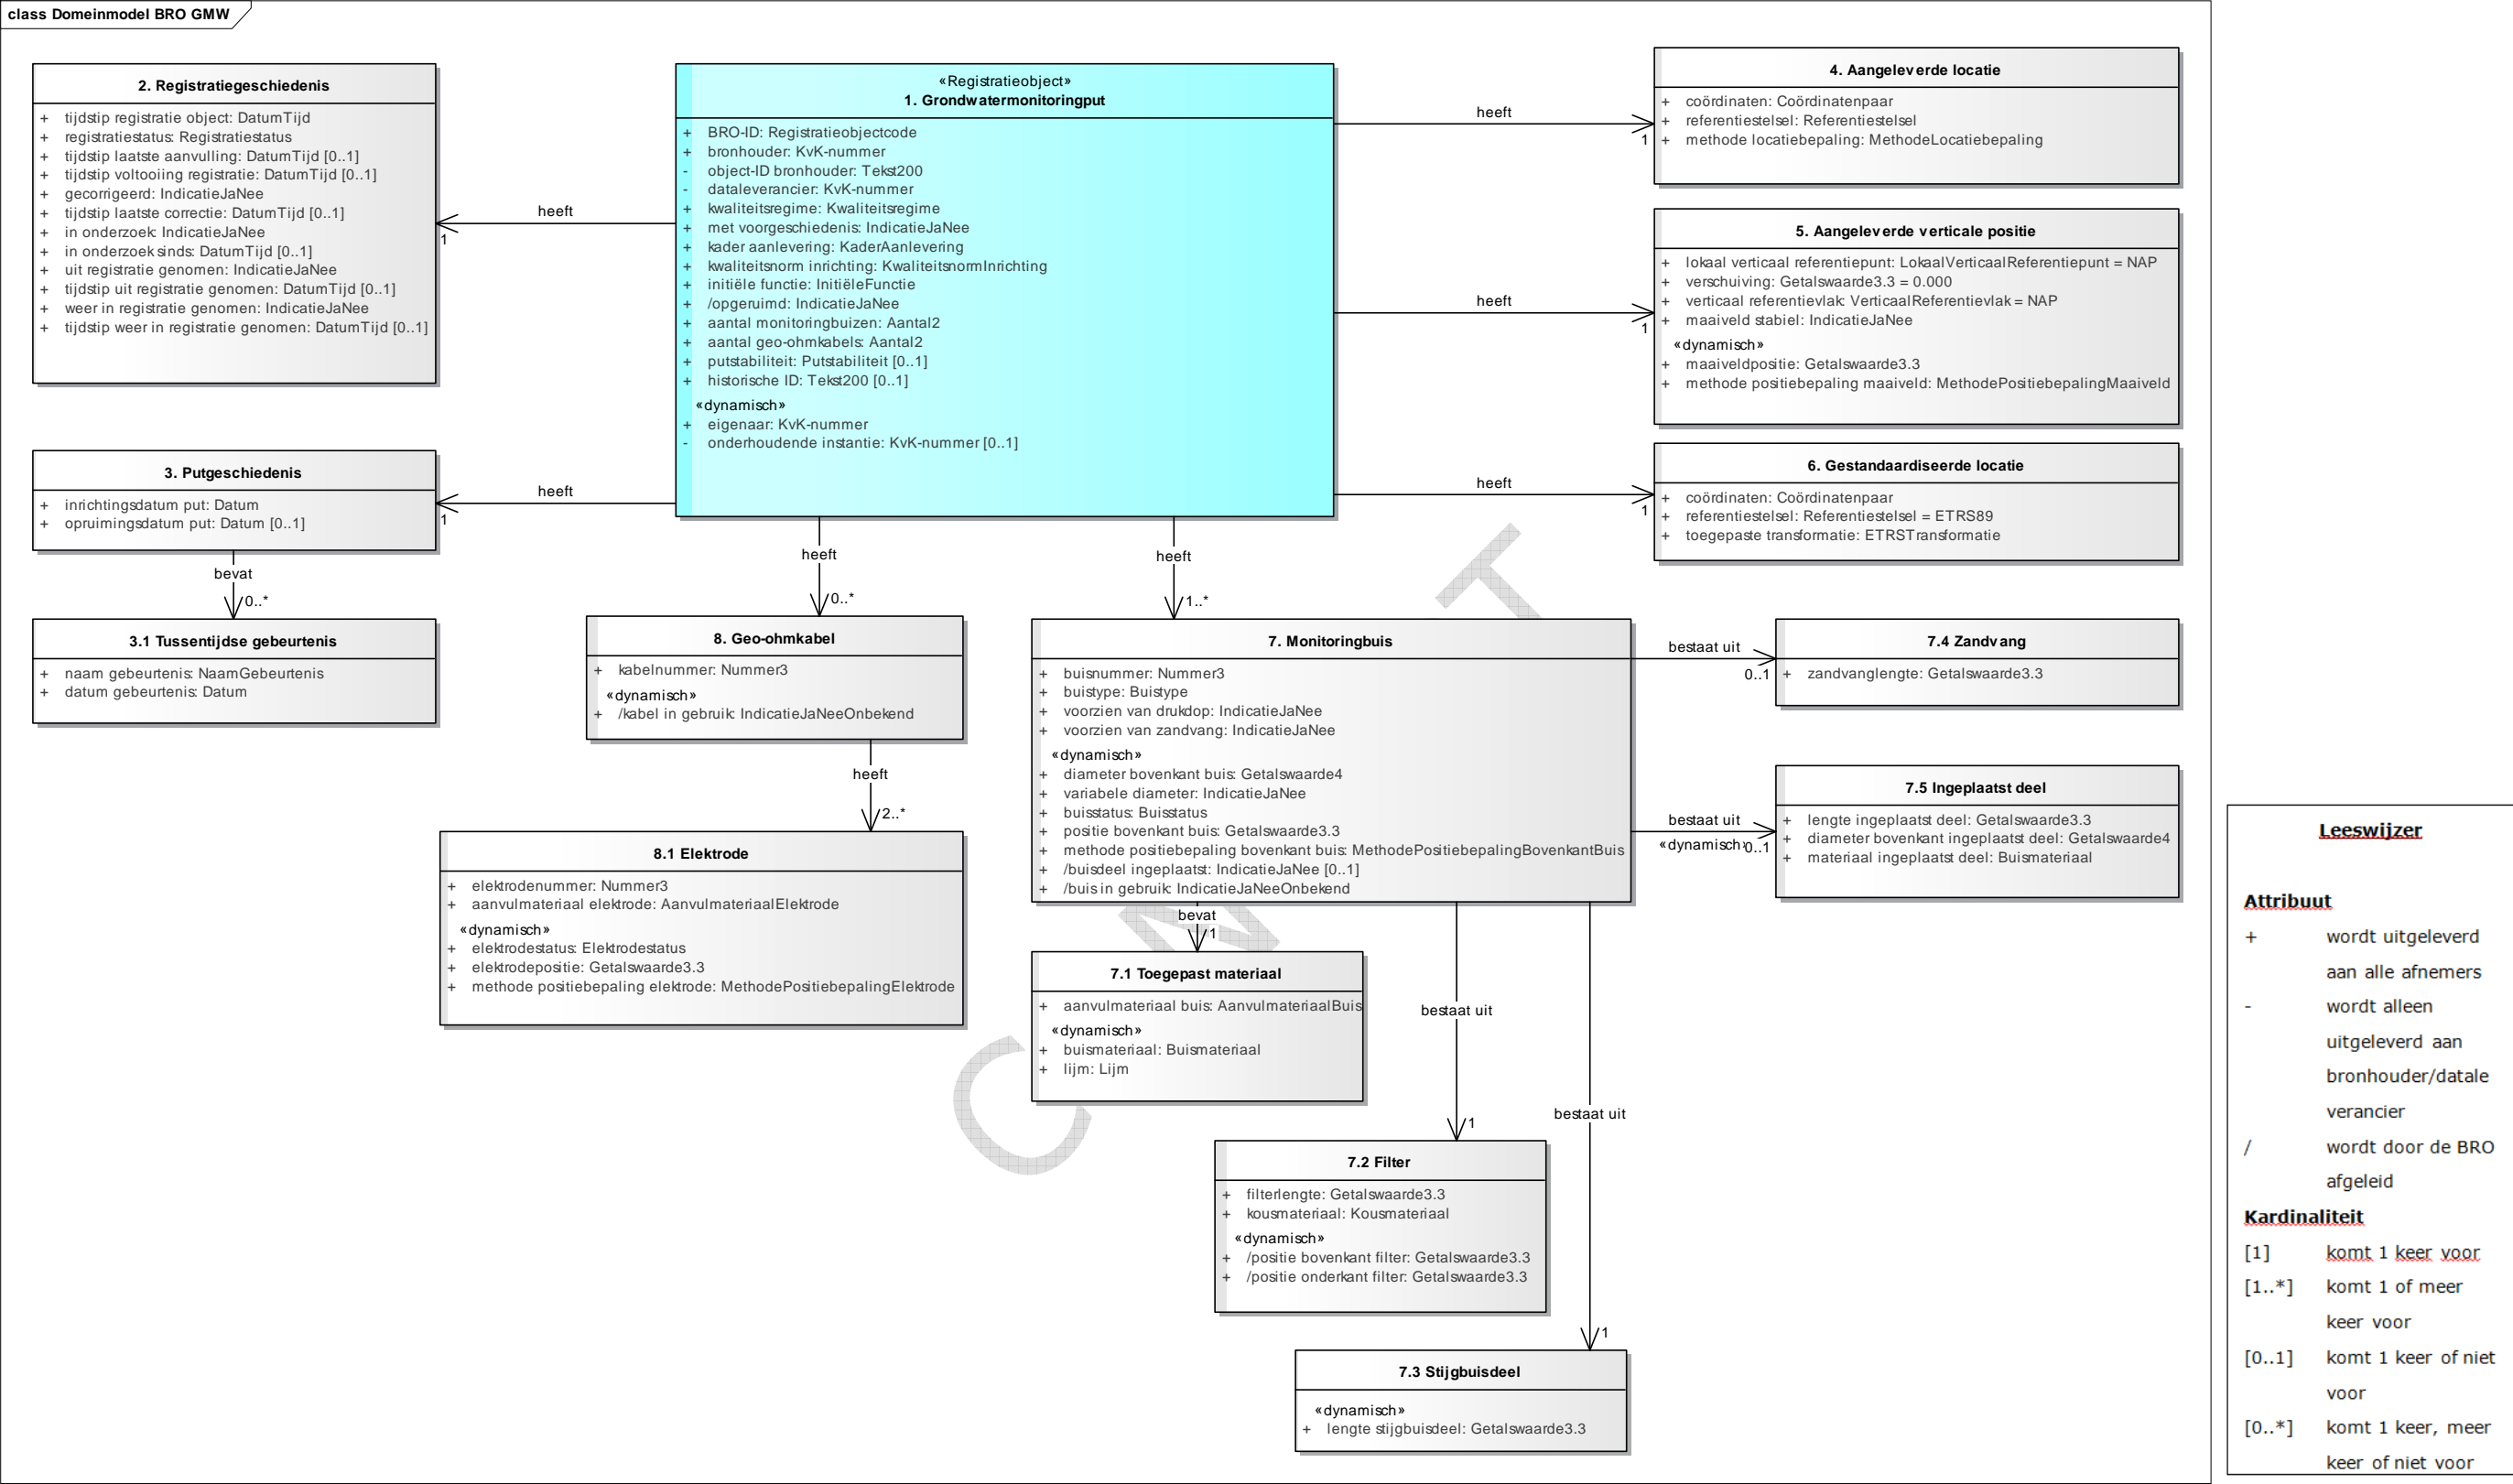 class Domeinmodel BRO GMW
2. Registratiegeschiedenis
+ tijdstip registratie object: DatumTijd
+ registratiestatus: Registratiestatus
+ tijdstip laatste aanvulling: DatumTijd [0..1]
+ tijdstip voltooiing registratie: DatumTijd [0..1]
+ gecorrigeerd: IndicatieJaNee
+ tijdstip laatste correctie: DatumTijd [0..1]
+ in onderzoek: IndicatieJaNee
+ in onderzoek sinds: DatumTijd [0..1]
+ uit registratie genomen: IndicatieJaNee
+ tijdstip uit registratie genomen: DatumTijd [0..1]
+ weer in registratie genomen: IndicatieJaNee
+ tijdstip weer in registratie genomen: DatumTijd [0..1]
heeft
1
«Registratieobject»
1. Grondwatermonitoringput
+ BRO-ID: Registratieobjectcode
+ bronhouder: KvK-nummer
- object-ID bronhouder: Tekst200
- dataleverancier: KvK-nummer
+ kwaliteitsregime: Kwaliteitsregime
+ met voorgeschiedenis: IndicatieJaNee
+ kader aanlevering: KaderAanlevering
+ kwaliteitsnorm inrichting: KwaliteitsnormInrichting
+ initiële functie: InitiëleFunctie
+ /opgeruimd: IndicatieJaNee
+ aantal monitoringbuizen: Aantal2
+ aantal geo-ohmkabels: Aantal2
+ putstabiliteit: Putstabiliteit [0..1]
+ historische ID: Tekst200 [0..1]
«dynamisch»
+ eigenaar: KvK-nummer
- onderhoudende instantie: KvK-nummer [0..1]
heeft
1
4. Aangeleverde locatie
+ coördinaten: Coördinatenpaar
+ referentiestelsel: Referentiestelsel
+ methode locatiebepaling: MethodeLocatiebepaling
heeft
1
5. Aangeleverde verticale positie
+ lokaal verticaal referentiepunt: LokaalVerticaalReferentiepunt = NAP
+ verschuiving: Getalswaarde3.3 = 0.000
+ verticaal referentievlak: VerticaalReferentievlak = NAP
+ maaiveld stabiel: IndicatieJaNee
«dynamisch»
+ maaiveldpositie: Getalswaarde3.3
+ methode positiebepaling maaiveld: MethodePositiebepalingMaaiveld
heeft
1
6. Gestandaardiseerde locatie
+ coördinaten: Coördinatenpaar
+ referentiestelsel: Referentiestelsel = ETRS89
+ toegepaste transformatie: ETRSTransformatie
heeft
1
3. Putgeschiedenis
+ inrichtingsdatum put: Datum
+ opruimingsdatum put: Datum [0..1]
bevat
0..*
3.1 Tussentijdse gebeurtenis
+ naam gebeurtenis: NaamGebeurtenis
+ datum gebeurtenis: Datum
heeft
0..*
8. Geo-ohmkabel
+ kabelnummer: Nummer3
«dynamisch»
+ /kabel in gebruik: IndicatieJaNeeOnbekend
heeft
2..*
8.1 Elektrode
+ elektrodenummer: Nummer3
+ aanvulmateriaal elektrode: AanvulmateriaalElektrode
«dynamisch»
+ elektrodestatus: Elektrodestatus
+ elektrodepositie: Getalswaarde3.3
+ methode positiebepaling elektrode: MethodePositiebepalingElektrode
heeft
1..*
7. Monitoringbuis
+ buisnummer: Nummer3
+ buistype: Buistype
+ voorzien van drukdop: IndicatieJaNee
+ voorzien van zandvang: IndicatieJaNee
«dynamisch»
+ diameter bovenkant buis: Getalswaarde4
+ variabele diameter: IndicatieJaNee
+ buisstatus: Buisstatus
+ positie bovenkant buis: Getalswaarde3.3
+ methode positiebepaling bovenkant buis: MethodePositiebepalingBovenkantBuis
+ /buisdeel ingeplaatst: IndicatieJaNee [0..1]
+ /buis in gebruik: IndicatieJaNeeOnbekend
bestaat uit
0..1
7.4 Zandvang
+ zandvanglengte: Getalswaarde3.3
bestaat uit
«dynamisch»
0..1
7.5 Ingeplaatst deel
+ lengte ingeplaatst deel: Getalswaarde3.3
+ diameter bovenkant ingeplaatst deel: Getalswaarde4
+ materiaal ingeplaatst deel: Buismateriaal
bevat
1
7.1 Toegepast materiaal
+ aanvulmateriaal buis: AanvulmateriaalBuis
«dynamisch»
+ buismateriaal: Buismateriaal
+ lijm: Lijm
bestaat uit
1
7.2 Filter
+ filterlengte: Getalswaarde3.3
+ kousmateriaal: Kousmateriaal
«dynamisch»
+ /positie bovenkant filter: Getalswaarde3.3
+ /positie onderkant filter: Getalswaarde3.3
bestaat uit
1
7.3 Stijgbuisdeel
«dynamisch»
+ lengte stijgbuisdeel: Getalswaarde3.3
Leeswijzer
Attribuut
+ wordt uitgeleverd
aan alle afnemers
- wordt alleen
uitgeleverd aan
bronhouder/datale
verancier
/ wordt door de BRO
afgeleid
Kardinaliteit
[1] komt 1 keer voor
[1..*] komt 1 of meer
keer voor
[0..1] komt 1 keer of niet
voor
[0..*] komt 1 keer, meer
keer of niet voor